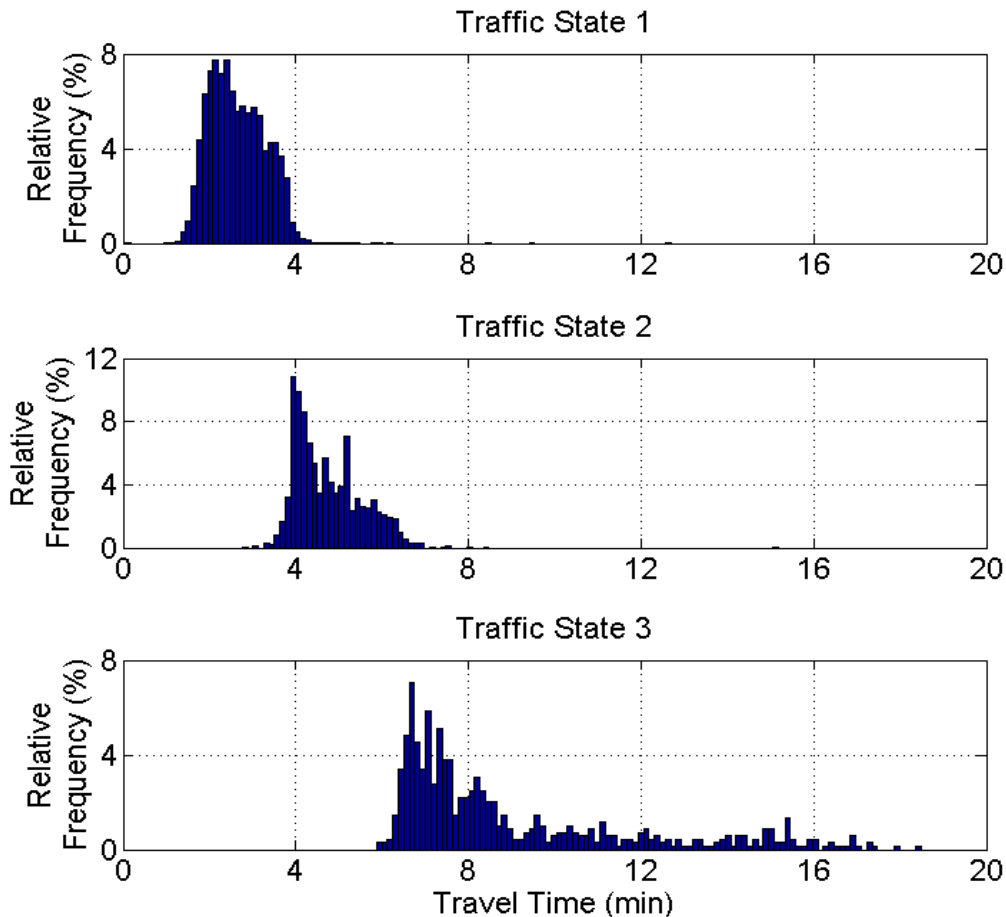 Traffic State 1
Relative
Frequency (%)
8
4
0
0 4 8 12 16 20
Traffic State 2
Relative
Frequency (%)
12
8
4
0
0 4 8 12 16 20
Traffic State 3
Relative
Frequency (%)
8
4
0
0 4 8 12 16 20
Travel Time (min)